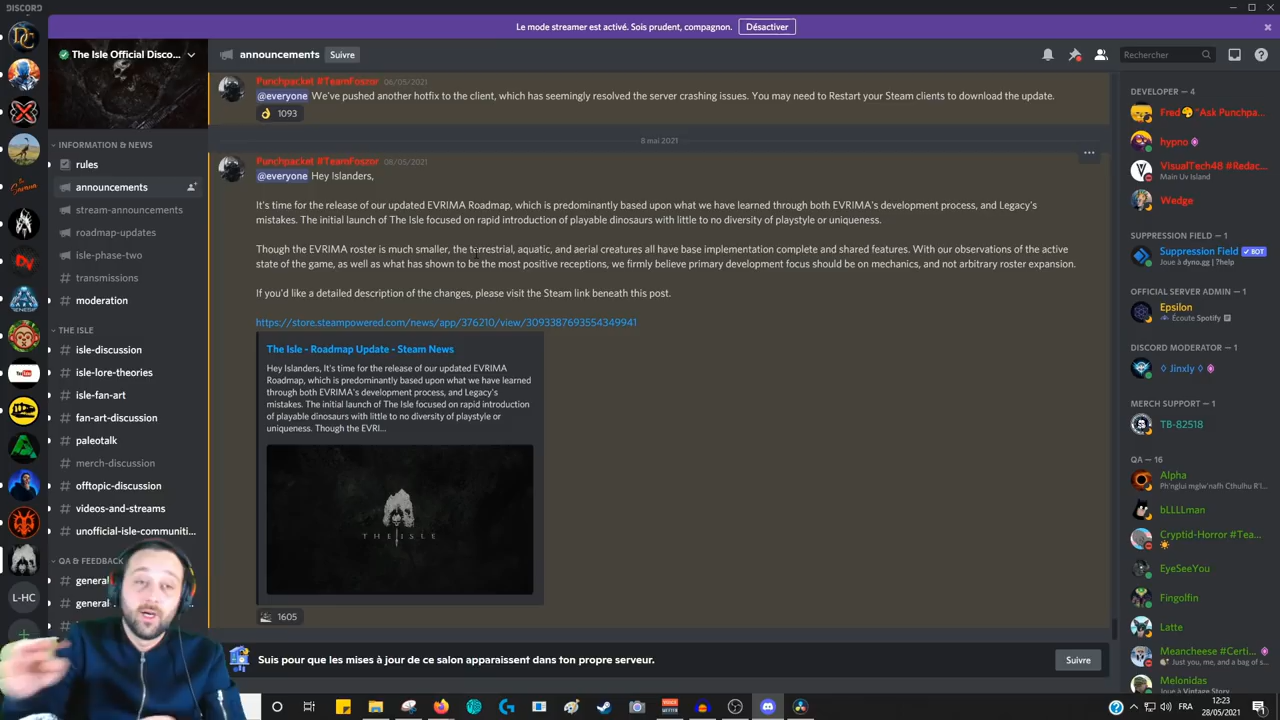 DISCORD
Le mode streamer est activé. Sois prudent, compagnon.
Désactiver
The Isle Official Disco...
announcements
Suivre
Rechercher
INFORMATION & NEWS
rules
announcements
stream-announcements
roadmap-updates
isle-phase-two
transmissions
moderation
THE ISLE
isle-discussion
isle-lore-theories
isle-fan-art
fan-art-discussion
paleotalk
merch-discussion
offtopic-discussion
videos-and-streams
unofficial-isle-communiti...
QA & FEEDBACK
general
general
L-HC
Punchpacket #TeamFoszor 06/05/2021
@everyone We've pushed another hotfix to the client, which has seemingly resolved the server crashing issues. You may need to Restart your Steam clients to download the update.
1093
8 mai 2021
Punchpacket #TeamFoszor 08/05/2021
@everyone Hey Islanders,
It's time for the release of our updated EVRIMA Roadmap, which is predominantly based upon what we have learned through both EVRIMA's development process, and Legacy's
mistakes. The initial launch of The Isle focused on rapid introduction of playable dinosaurs with little to no diversity of playstyle or uniqueness.
Though the EVRIMA roster is much smaller, the terrestrial, aquatic, and aerial creatures all have base implementation complete and shared features. With our observations of the active
state of the game, as well as what has shown to be the most positive receptions, we firmly believe primary development focus should be on mechanics, and not arbitrary roster expansion.
If you'd like a detailed description of the changes, please visit the Steam link beneath this post.
https://store.steampowered.com/news/app/376210/view/3093387693554349941
The Isle - Roadmap Update - Steam News
Hey Islanders, It's time for the release of our updated EVRIMA
Roadmap, which is predominantly based upon what we have learned
through both EVRIMA's development process, and Legacy's
mistakes. The initial launch of The Isle focused on rapid introduction
of playable dinosaurs with little to no diversity of playstyle or
uniqueness. Though the EVRI...
THE ISLE
1605
Suis pour que les mises à jour de ce salon apparaissent dans ton propre serveur.
Suivre
DEVELOPER — 4
Fred "Ask Punchpa...
hypno
VisualTech48 #Redac...
Main Uv Island
Wedge
SUPPRESSION FIELD — 1
Suppression Field BOT
Joue à dyno.gg | ?help
OFFICIAL SERVER ADMIN — 1
Epsilon
Écoute Spotify
DISCORD MODERATOR — 1
◊ Jinxly ◊
MERCH SUPPORT — 1
TB-82518
QA — 16
Alpha
Ph'nglui mglw'nafh Cthulhu R'l...
bLLLLman
Cryptid-Horror #Tea...
EyeSeeYou
Fingolfin
Latte
Meancheese #Certi...
Just you, me, and a bag of s...
Melonidas
Joue à Vintage Story
FRA
12:23
28/05/2021